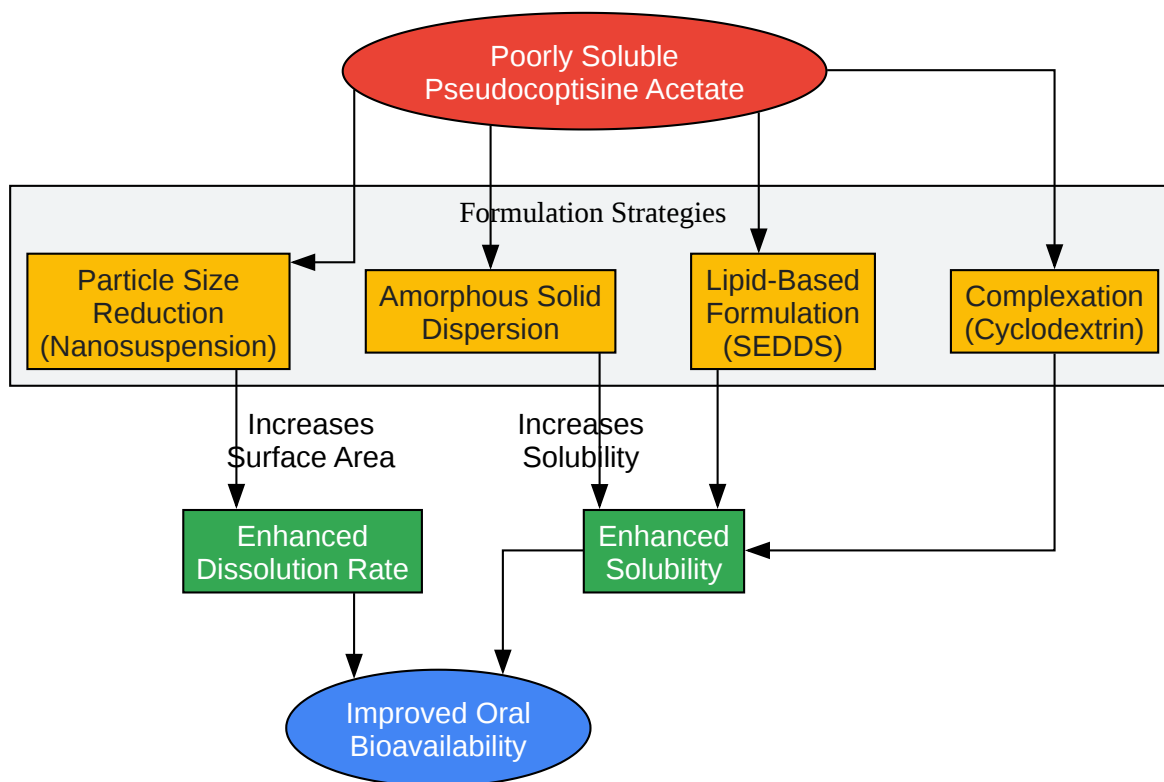 Poorly Soluble
Pseudocoptisine Acetate
Formulation Strategies
Particle Size
Reduction
(Nanosuspension)
Amorphous Solid
Dispersion
Lipid-Based
Formulation
(SEDDS)
Complexation
(Cyclodextrin)
Increases
Surface Area
Increases
Solubility
Enhanced
Dissolution Rate
Enhanced
Solubility
Improved Oral
Bioavailability